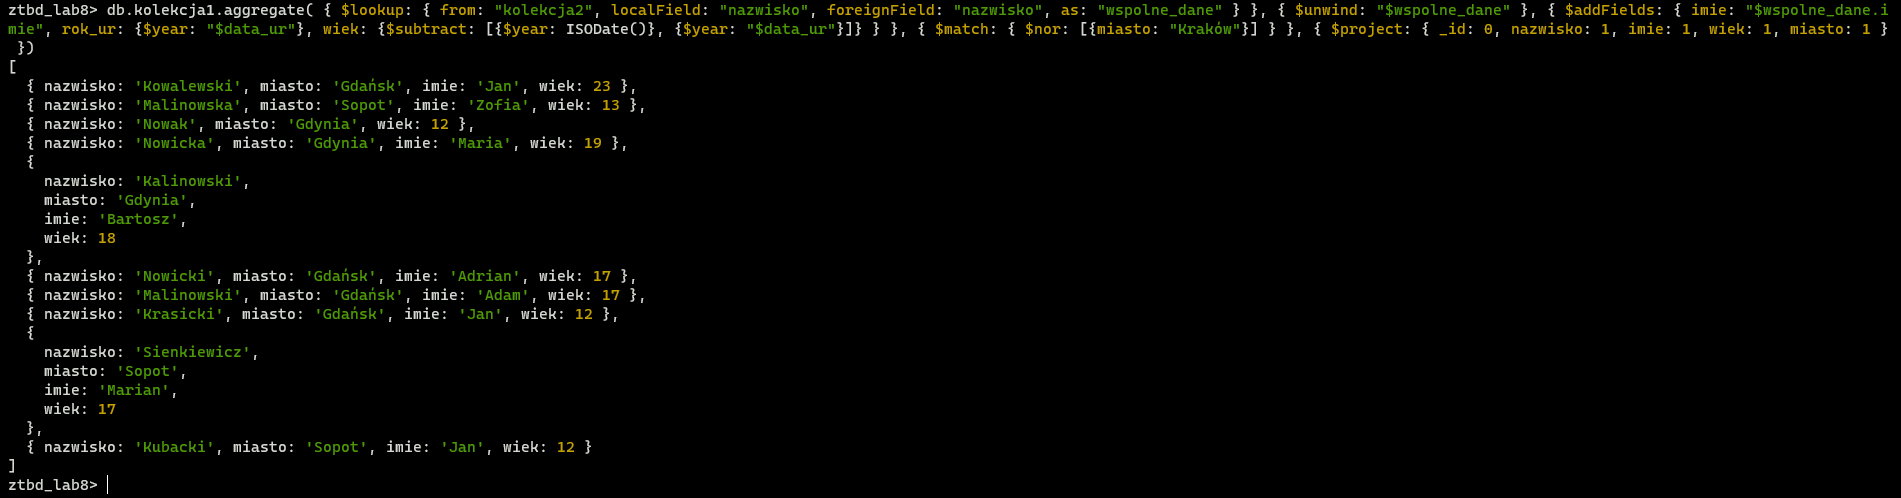 ztbd_lab8> db.kolekcja1.aggregate( { $lookup: { from: "kolekcja2", localField: "nazwisko", foreignField: "nazwisko", as: "wspolne_dane" } }, { $unwind: "$wspolne_dane" }, { $addFields: { imie: "$wspolne_dane.i
mie", rok_ur: {$year: "$data_ur"}, wiek: {$subtract: [{$year: ISODate()}, {$year: "$data_ur"}]} } }, { $match: { $nor: [{miasto: "Kraków"}] } }, { $project: { _id: 0, nazwisko: 1, imie: 1, wiek: 1, miasto: 1 }
 })
[
  { nazwisko: 'Kowalewski', miasto: 'Gdańsk', imie: 'Jan', wiek: 23 },
  { nazwisko: 'Malinowska', miasto: 'Sopot', imie: 'Zofia', wiek: 13 },
  { nazwisko: 'Nowak', miasto: 'Gdynia', wiek: 12 },
  { nazwisko: 'Nowicka', miasto: 'Gdynia', imie: 'Maria', wiek: 19 },
  {
    nazwisko: 'Kalinowski',
    miasto: 'Gdynia',
    imie: 'Bartosz',
    wiek: 18
  },
  { nazwisko: 'Nowicki', miasto: 'Gdańsk', imie: 'Adrian', wiek: 17 },
  { nazwisko: 'Malinowski', miasto: 'Gdańsk', imie: 'Adam', wiek: 17 },
  { nazwisko: 'Krasicki', miasto: 'Gdańsk', imie: 'Jan', wiek: 12 },
  {
    nazwisko: 'Sienkiewicz',
    miasto: 'Sopot',
    imie: 'Marian',
    wiek: 17
  },
  { nazwisko: 'Kubacki', miasto: 'Sopot', imie: 'Jan', wiek: 12 }
]
ztbd_lab8>